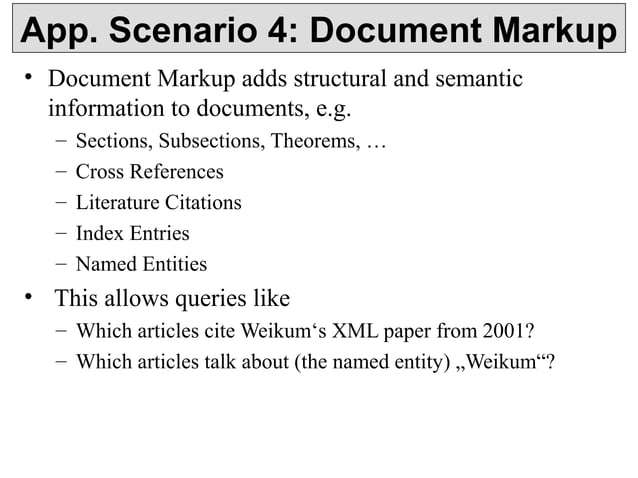 App. Scenario 4: Document Markup
• Document Markup adds structural and semantic
information to documents, e.g.
– Sections, Subsections, Theorems, …
– Cross References
– Literature Citations
– Index Entries
– Named Entities
• This allows queries like
– Which articles cite Weikum‘s XML paper from 2001?
– Which articles talk about (the named entity) „Weikum“?